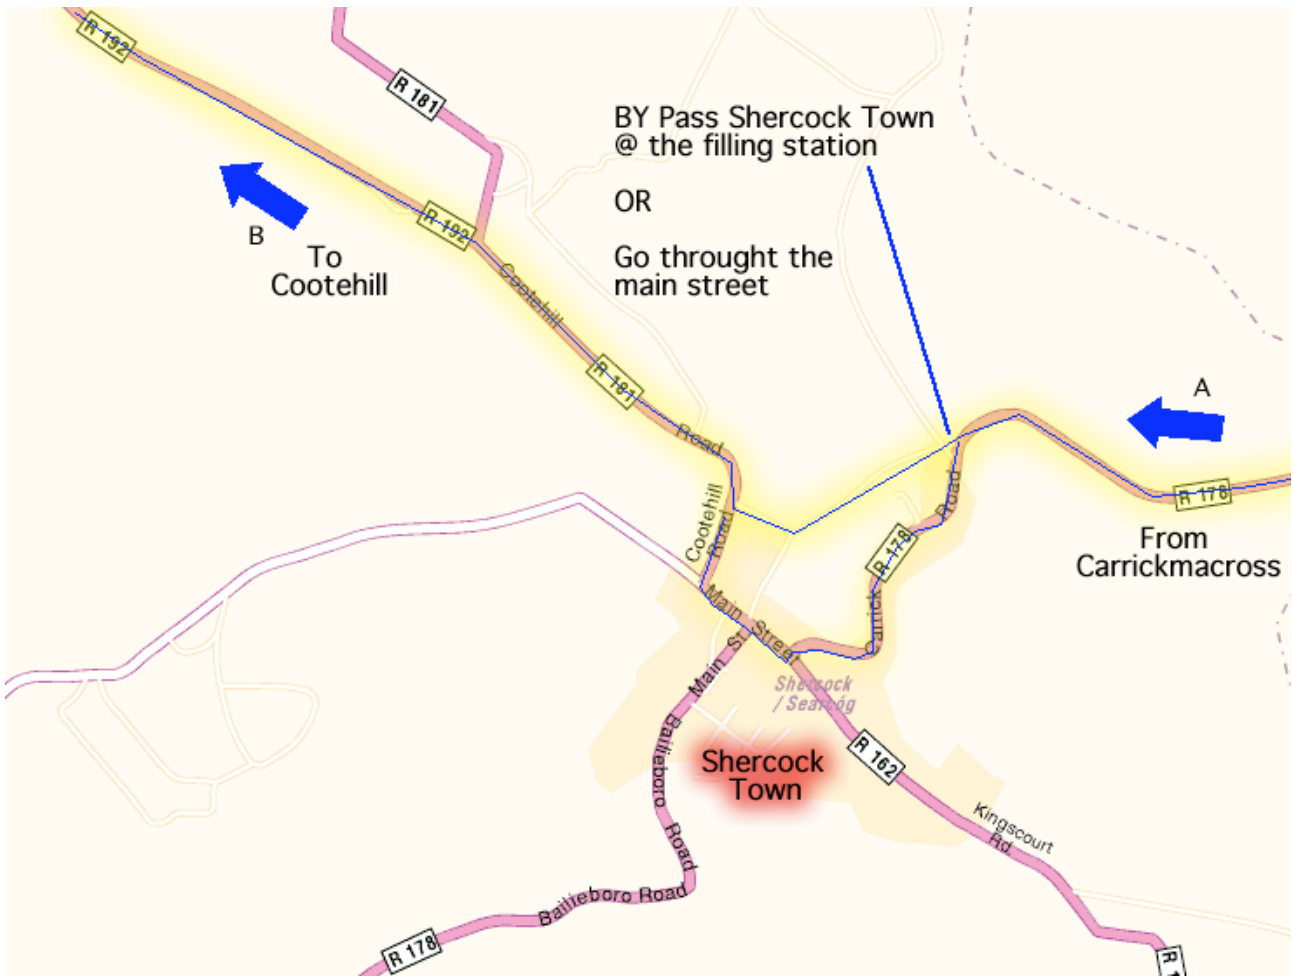 R 192
R 181
BY Pass Shercock Town
@ the filling station
OR
Go throught the
main street
B
To
Cootehill
R 192
Cootehill
R 181
Road
A
R 178
From
Carrickmacross
Cootehill
Road
Road
R 178
Carrick
Main Street
Main St
Shercock
/ Searcóg
Shercock
Town
R 162
Kingscourt
Rd
Bailieboro Road
Bailieboro Road
R 178